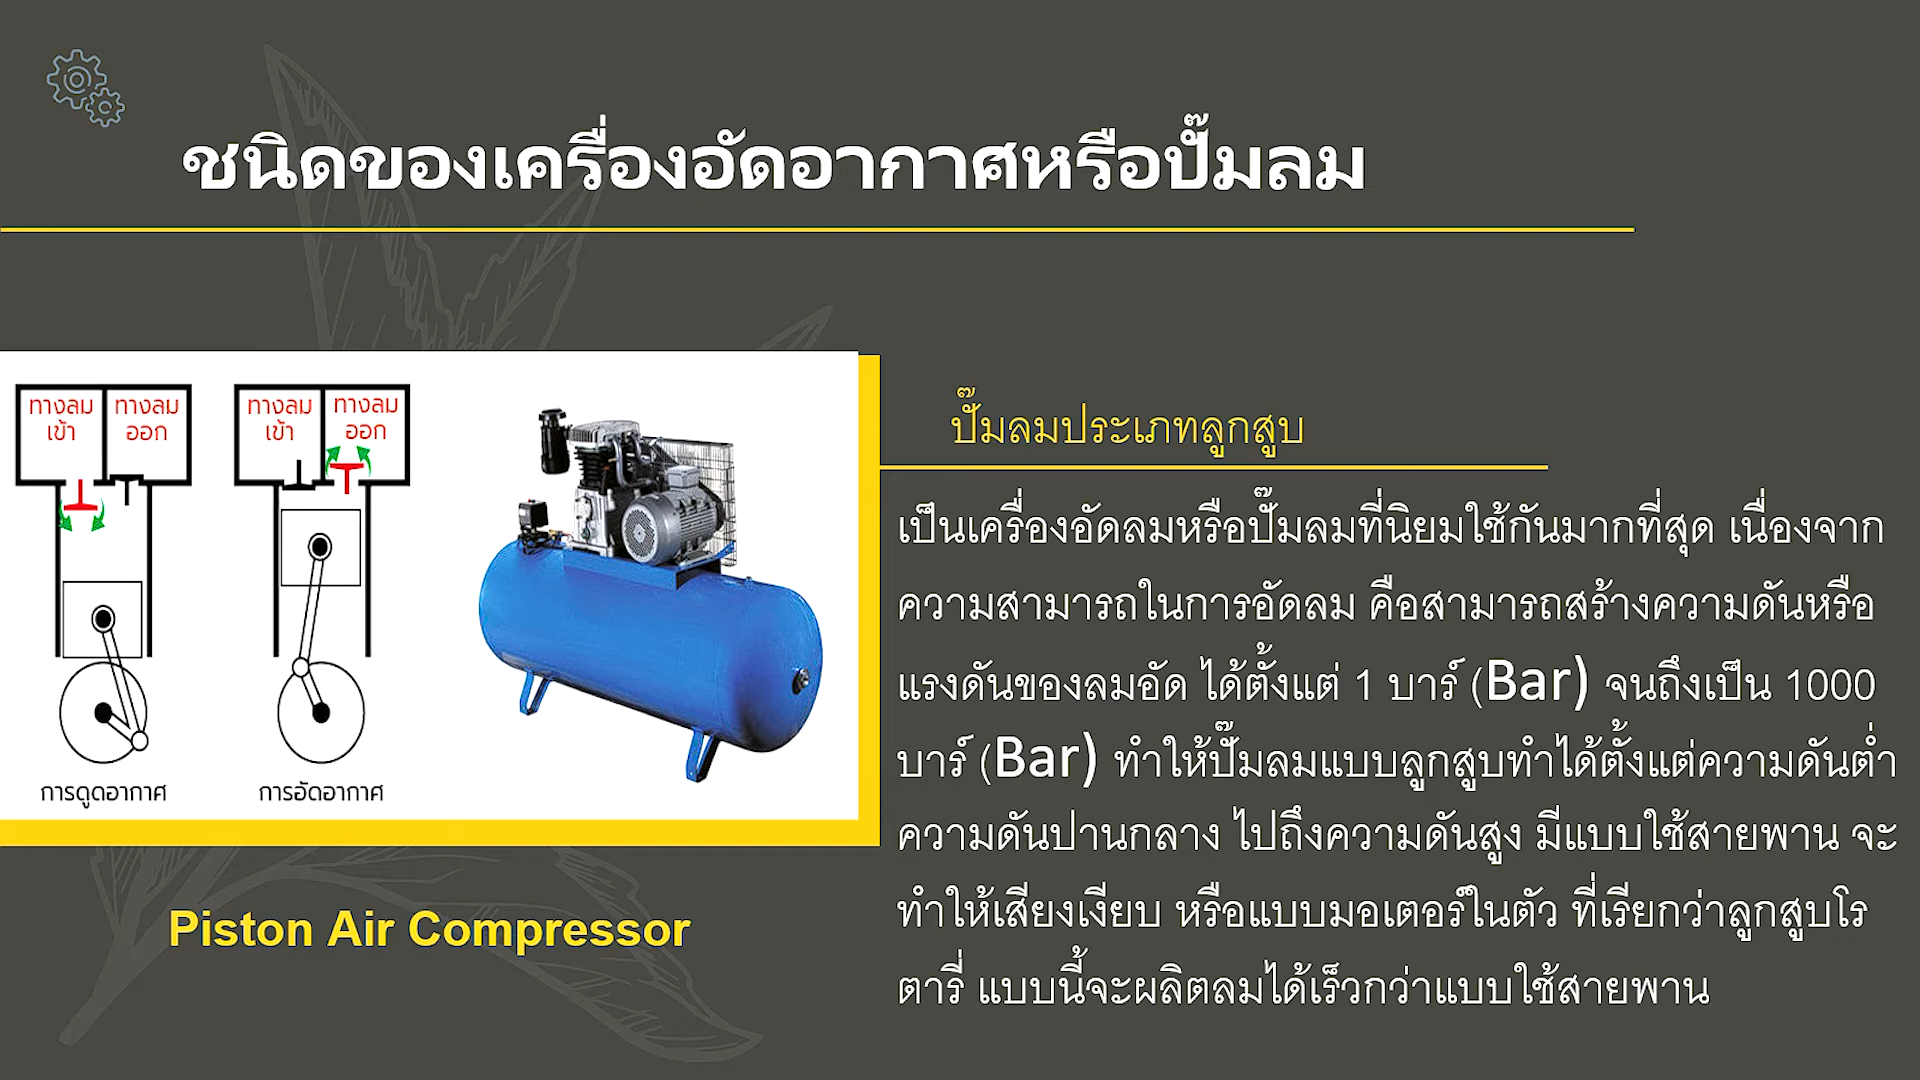 ชนิดของเครื่องอัดอากาศหรือปั๊มลม
ทางลม
เข้า
ทางลม
ออก
ทางลม
เข้า
ทางลม
ออก
การดูดอากาศ
การอัดอากาศ
Piston Air Compressor
ปั๊มลมประเภทลูกสูบ
เป็นเครื่องอัดลมหรือปั๊มลมที่นิยมใช้กันมากที่สุด เนื่องจาก
ความสามารถในการอัดลม คือสามารถสร้างความดันหรือ
แรงดันของลมอัด ได้ตั้งแต่ 1 บาร์ (Bar) จนถึงเป็น 1000
บาร์ (Bar) ทำให้ปั๊มลมแบบลูกสูบทำได้ตั้งแต่ความดันต่ำ
ความดันปานกลาง ไปถึงความดันสูง มีแบบใช้สายพาน จะ
ทำให้เสียงเงียบ หรือแบบมอเตอร์ในตัว ที่เรียกว่าลูกสูบโร
ตารี่ แบบนี้จะผลิตลมได้เร็วกว่าแบบใช้สายพาน